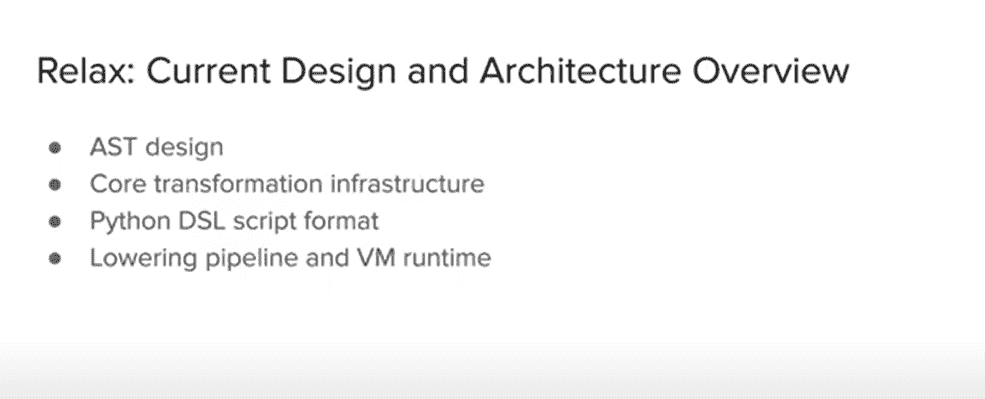 Relax: Current Design and Architecture Overview
● AST design
● Core transformation infrastructure
● Python DSL script format
● Lowering pipeline and VM runtime